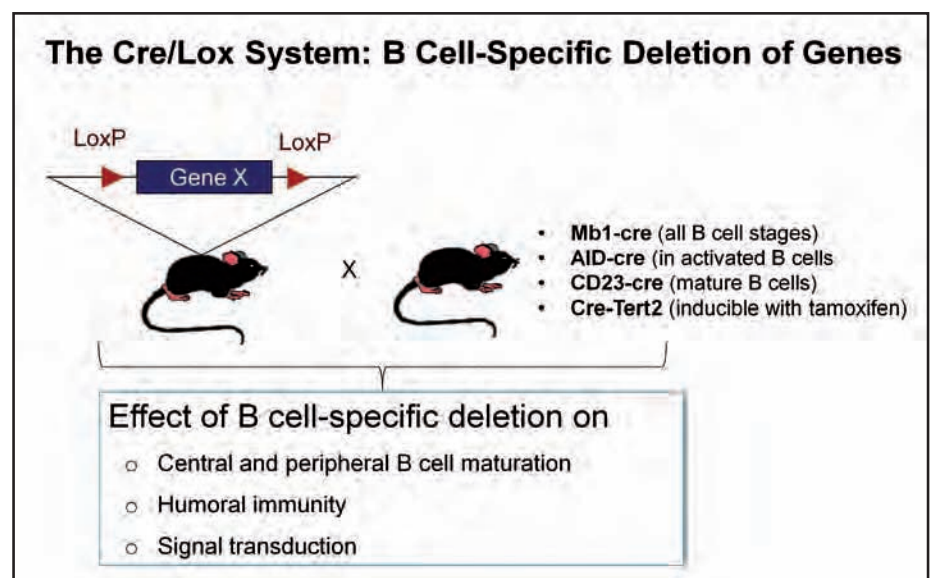 The Cre/Lox System: B Cell-Specific Deletion of Genes
LoxP
LoxP
Gene X
X
• Mb1-cre (all B cell stages)
• AID-cre (in activated B cells
• CD23-cre (mature B cells)
• Cre-Tert2 (inducible with tamoxifen)
Effect of B cell-specific deletion on
o Central and peripheral B cell maturation
o Humoral immunity
o Signal transduction